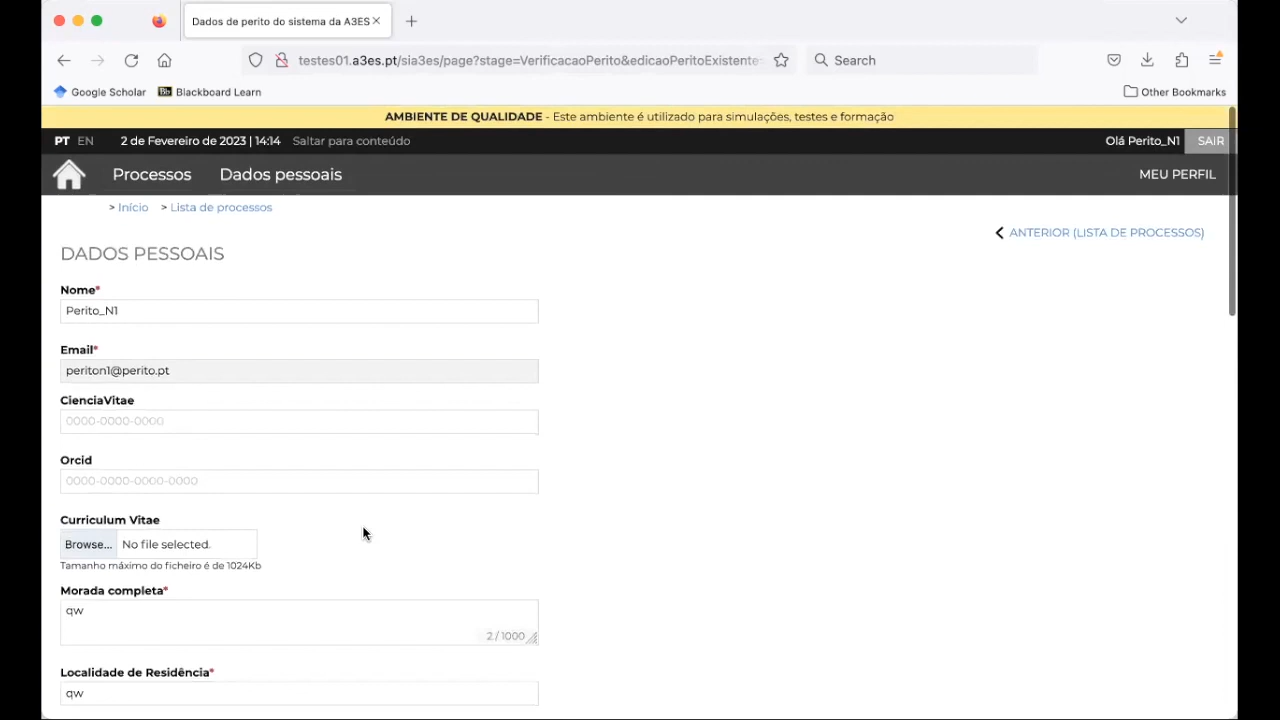 Dados de perito do sistema da A3ES
testes01.a3es.pt/sia3es/page?stage=VerificacaoPerito&edicaoPeritoExistente
Search
Google Scholar
Bb Blackboard Learn
Other Bookmarks
AMBIENTE DE QUALIDADE - Este ambiente é utilizado para simulações, testes e formação
PT EN 2 de Fevereiro de 2023 | 14:14 Saltar para conteúdo Olá Perito_N1 SAIR
Processos Dados pessoais MEU PERFIL
> Início > Lista de processos
ANTERIOR (LISTA DE PROCESSOS)
DADOS PESSOAIS
Nome*
Perito_N1
Email*
periton1@perito.pt
CienciaVitae
0000-0000-0000
Orcid
0000-0000-0000-0000
Curriculum Vitae
Browse... No file selected.
Tamanho máximo do ficheiro é de 1024Kb
Morada completa*
qw
2 / 1000
Localidade de Residência*
qw